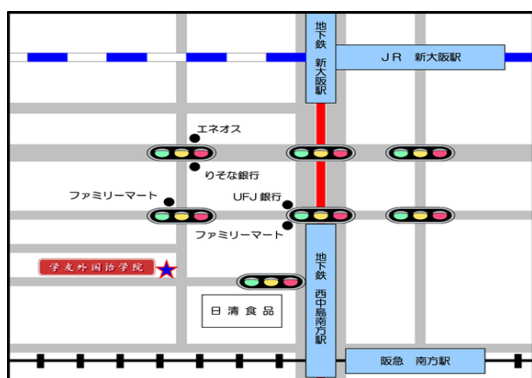 地下鉄 新大阪駅
JR 新大阪駅
エネオス
りそな銀行
ファミリーマート
UFJ銀行
ファミリーマート
学友外国语学院
地下鉄 西中島南方駅
日清食品
阪急 南方駅